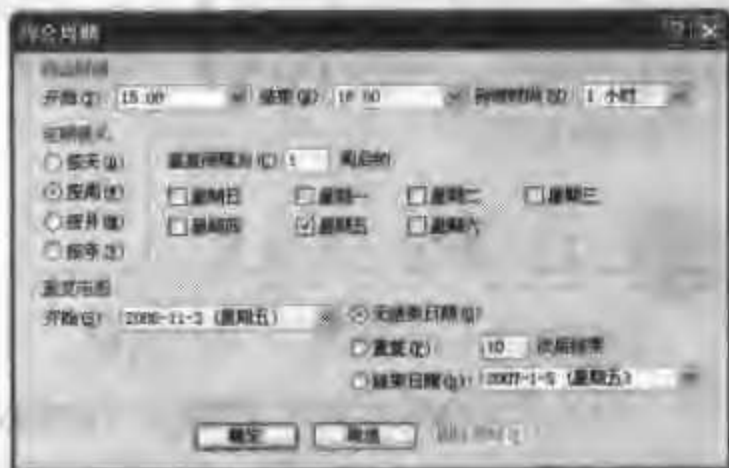 约会周期
约会时间
开始(T): 15:00 结束(N): 16:00 持续时间(U): 1 小时
定期模式
按天(D) 重复间隔为(C) 1 周后的
按周(W) 星期日 星期一 星期二 星期三
按月(M) 星期四 星期五 星期六
按年(Y)
重复范围
开始(S): (星期五) 无结束日期(O)
重复(F): 10 次后结束
结束日期(B): 2007-1-5 (星期五)
确定 取消